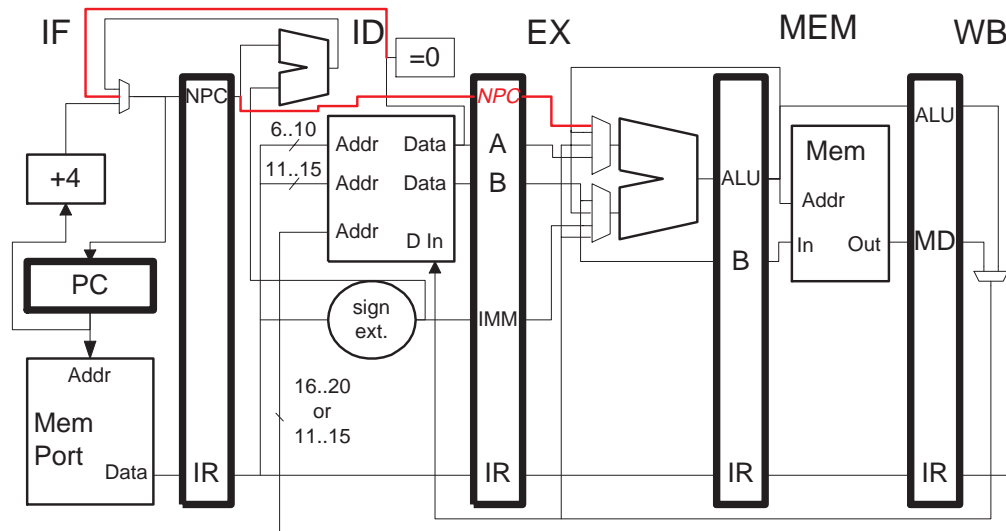 IF
ID
EX
MEM
WB
=0
NPC
NPC
6..10
11..15
Addr
Data
Addr
Data
Addr
D In
A
B
ALU
B
Mem
Addr
In
Out
ALU
MD
+4
PC
sign
ext.
IMM
Addr
Mem
Port
Data
16..20
or
11..15
IR
IR
IR
IR